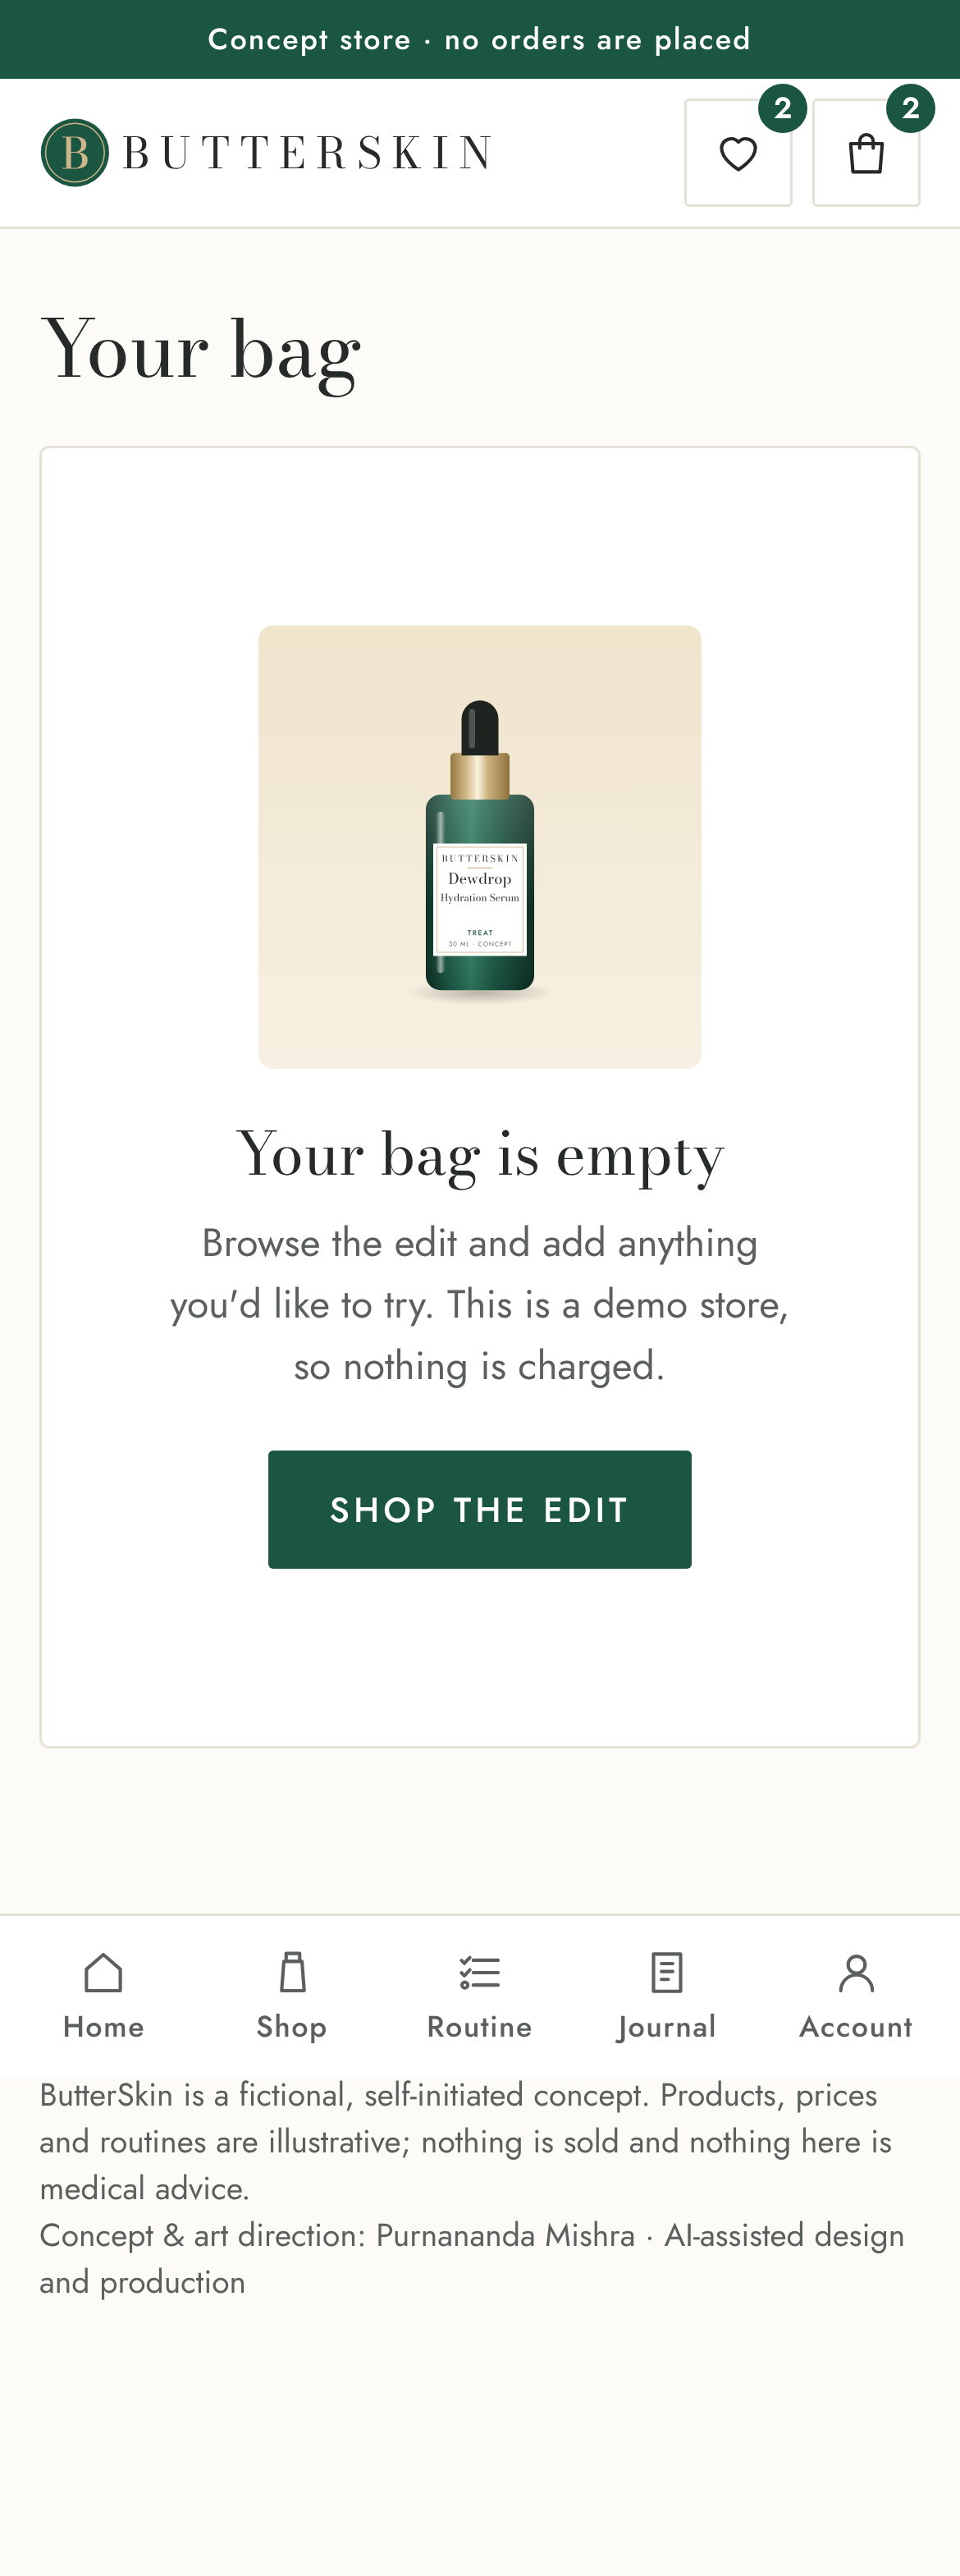 Concept store · no orders are placed
B BUTTERSKIN
2
2
Your bag
BUTTERSKIN
Dewdrop
Hydration Serum
TREAT
30 ML · CONCEPT
Your bag is empty
Browse the edit and add anything
you'd like to try. This is a demo store,
so nothing is charged.
SHOP THE EDIT
Home Shop Routine Journal Account
ButterSkin is a fictional, self-initiated concept. Products, prices
and routines are illustrative; nothing is sold and nothing here is
medical advice.
Concept & art direction: Purnananda Mishra · AI-assisted design
and production